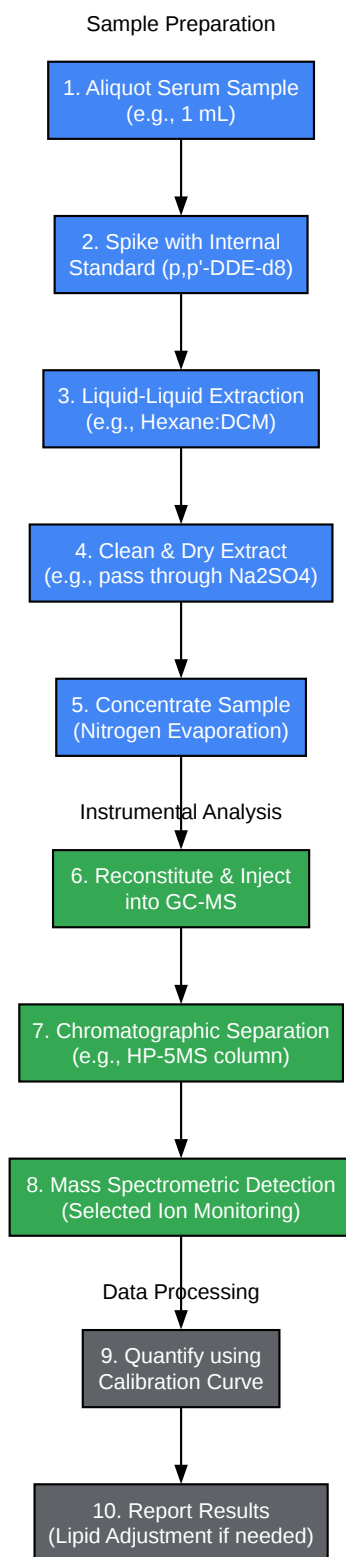 Sample Preparation
1. Aliquot Serum Sample
(e.g., 1 mL)
2. Spike with Internal
Standard (p,p'-DDE-d8)
3. Liquid-Liquid Extraction
(e.g., Hexane:DCM)
4. Clean & Dry Extract
(e.g., pass through Na2SO4)
5. Concentrate Sample
(Nitrogen Evaporation)
Instrumental Analysis
6. Reconstitute & Inject
into GC-MS
7. Chromatographic Separation
(e.g., HP-5MS column)
8. Mass Spectrometric Detection
(Selected Ion Monitoring)
Data Processing
9. Quantify using
Calibration Curve
10. Report Results
(Lipid Adjustment if needed)